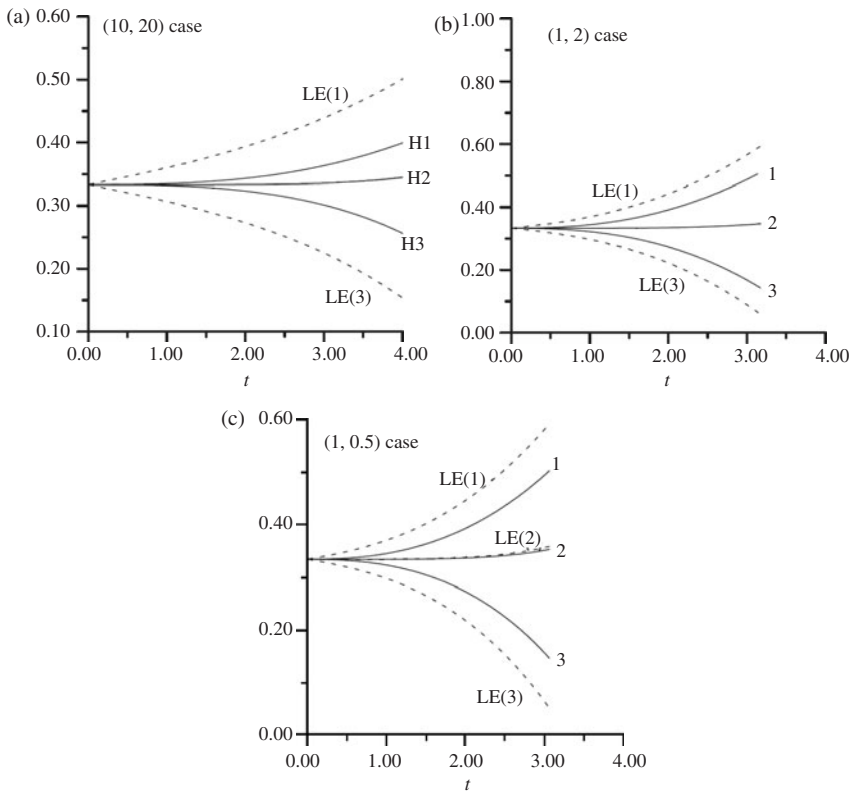 (a)
(10, 20) case
0.60
0.50
0.40
0.30
0.20
0.10
LE(1)
H1
H2
H3
LE(3)
0.00 1.00 2.00 3.00 4.00
t
(b)
(1, 2) case
1.00
0.80
0.60
0.40
0.20
0.00
LE(1)
1
2
LE(3)
3
0.00 1.00 2.00 3.00 4.00
t
(c)
(1, 0.5) case
0.60
0.40
0.20
0.00
LE(1)
1
LE(2)
2
3
LE(3)
0.00 1.00 2.00 3.00 4.00
t